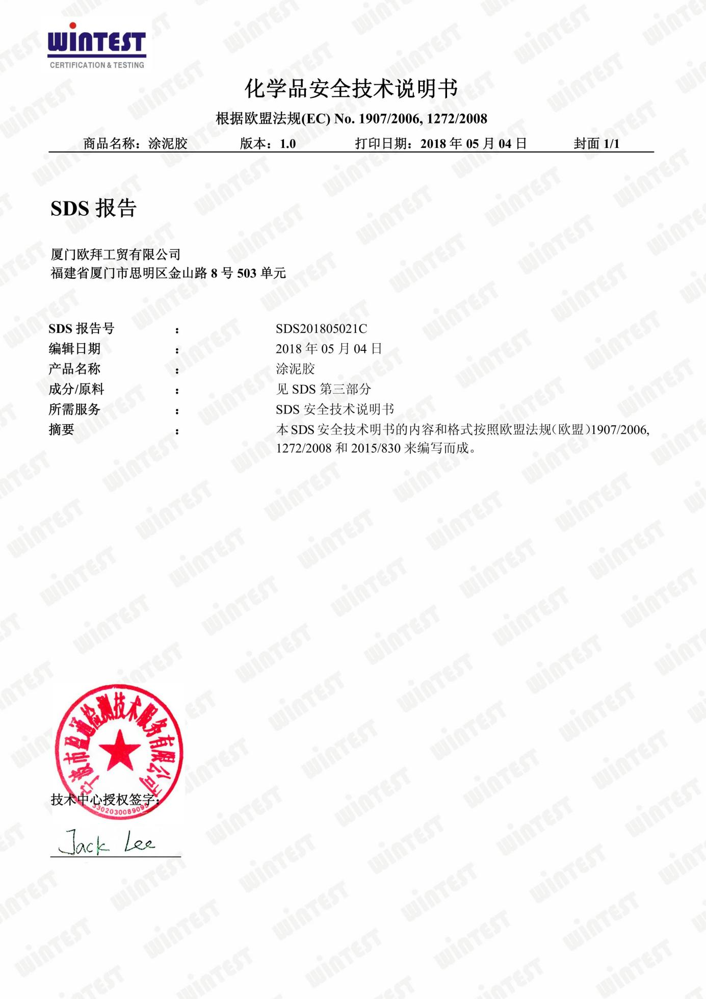 WINTEST
CERTIFICATION & TESTING
化学品安全技术说明书
根据欧盟法规(EC) No. 1907/2006, 1272/2008
商品名称：涂泥胶 版本：1.0 打印日期：2018 年 05 月 04 日 封面 1/1
SDS 报告
厦门欧拜工贸有限公司
福建省厦门市思明区金山路 8 号 503 单元
SDS 报告号 : SDS201805021C
编辑日期 : 2018 年 05 月 04 日
产品名称 : 涂泥胶
成分/原料 : 见 SDS 第三部分
所需服务 : SDS 安全技术说明书
摘要 : 本 SDS 安全技术明书的内容和格式按照欧盟法规（欧盟）1907/2006,
1272/2008 和 2015/830 来编写而成。
宁波市盈通检测技术服务有限公司
技术中心授权签字:
3302030089095
Jack Lee